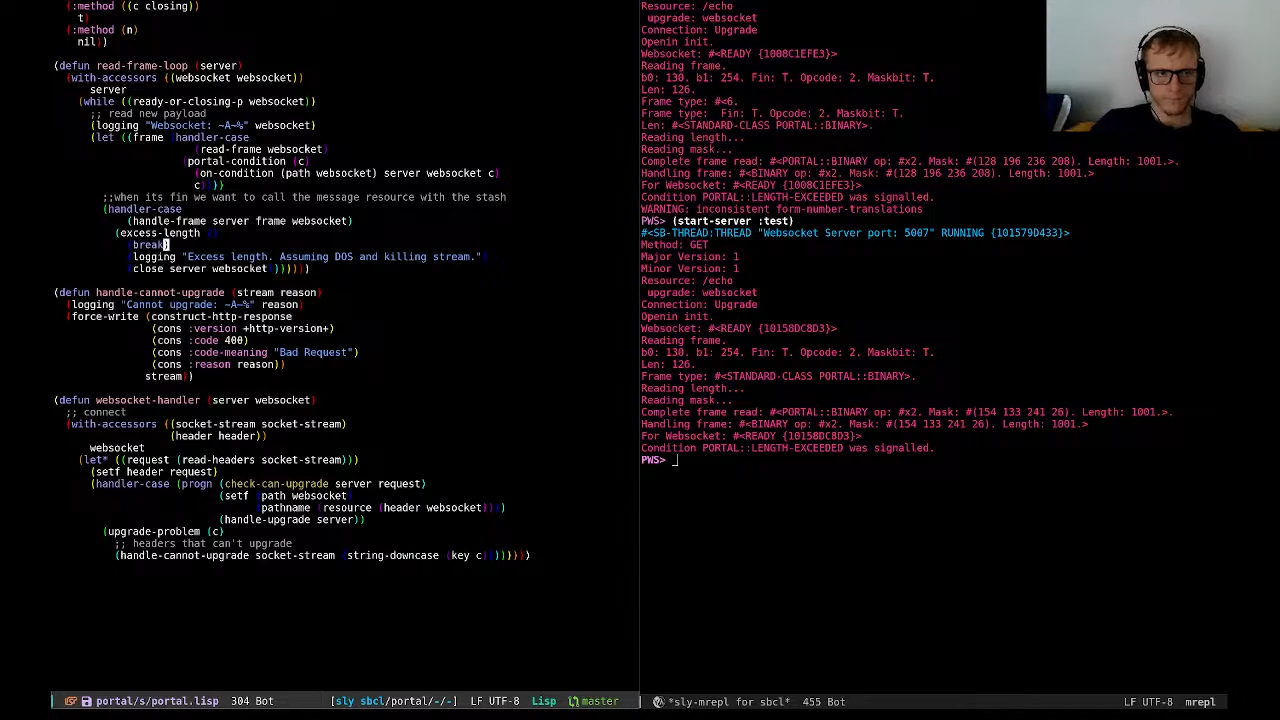 (:method ((c closing))
t)
(:method (n)
nil))
(defun read-frame-loop (server)
(with-accessors ((websocket websocket))
server
(while ((ready-or-closing-p websocket))
;; read new payload
(logging "Websocket: ~A~%" websocket)
(let ((frame (handler-case
(read-frame websocket)
(portal-condition (c)
(on-condition (path websocket) server websocket c)
c))))
;;when its fin we want to call the message resource with the stash
(handler-case
(handle-frame server frame websocket)
(excess-length ()
(break)
(logging "Excess length. Assuming DOS and killing stream.")
(close server websocket))))))
(defun handle-cannot-upgrade (stream reason)
(logging "Cannot upgrade: ~A~%" reason)
(force-write (construct-http-response
(cons :version +http-version+)
(cons :code 400)
(cons :code-meaning "Bad Request")
(cons :reason reason))
stream))
(defun websocket-handler (server websocket)
;; connect
(with-accessors ((socket-stream socket-stream)
(header header))
websocket
(let* ((request (read-headers socket-stream)))
(setf header request)
(handler-case (progn (check-can-upgrade server request)
(setf (path websocket)
(pathname (resource (header websocket))))
(handle-upgrade server))
(upgrade-problem (c)
;; headers that can't upgrade
(handle-cannot-upgrade socket-stream (string-downcase (key c)))))))
portal/s/portal.lisp 304 Bot [sly sbcl/portal/-/-] LF UTF-8 Lisp master
Resource: /echo
upgrade: websocket
Connection: Upgrade
Openin init.
Websocket: #<READY {1008C1EFE3}>
Reading frame.
b0: 130. b1: 254. Fin: T. Opcode: 2. Maskbit: T.
Len: 126.
Frame type: #<6.
Frame type:  Fin: T. Opcode: 2. Maskbit: T.
Len: #<STANDARD-CLASS PORTAL::BINARY>.
Reading length...
Reading mask...
Complete frame read: #<PORTAL::BINARY op: #x2. Mask: #(128 196 236 208). Length: 1001.>.
Handling frame: #<BINARY op: #x2. Mask: #(128 196 236 208). Length: 1001.>
For Websocket: #<READY {1008C1EFE3}>
Condition PORTAL::LENGTH-EXCEEDED was signalled.
WARNING: inconsistent form-number-translations
PWS> (start-server :test)
#<SB-THREAD:THREAD "Websocket Server port: 5007" RUNNING {101579D433}>
Method: GET
Major Version: 1
Minor Version: 1
Resource: /echo
upgrade: websocket
Connection: Upgrade
Openin init.
Websocket: #<READY {10158DC8D3}>
Reading frame.
b0: 130. b1: 254. Fin: T. Opcode: 2. Maskbit: T.
Len: 126.
Frame type: #<STANDARD-CLASS PORTAL::BINARY>.
Reading length...
Reading mask...
Complete frame read: #<PORTAL::BINARY op: #x2. Mask: #(154 133 241 26). Length: 1001.>.
Handling frame: #<BINARY op: #x2. Mask: #(154 133 241 26). Length: 1001.>
For Websocket: #<READY {10158DC8D3}>
Condition PORTAL::LENGTH-EXCEEDED was signalled.
PWS> _
*sly-mrepl for sbcl* 455 Bot LF UTF-8 mrepl